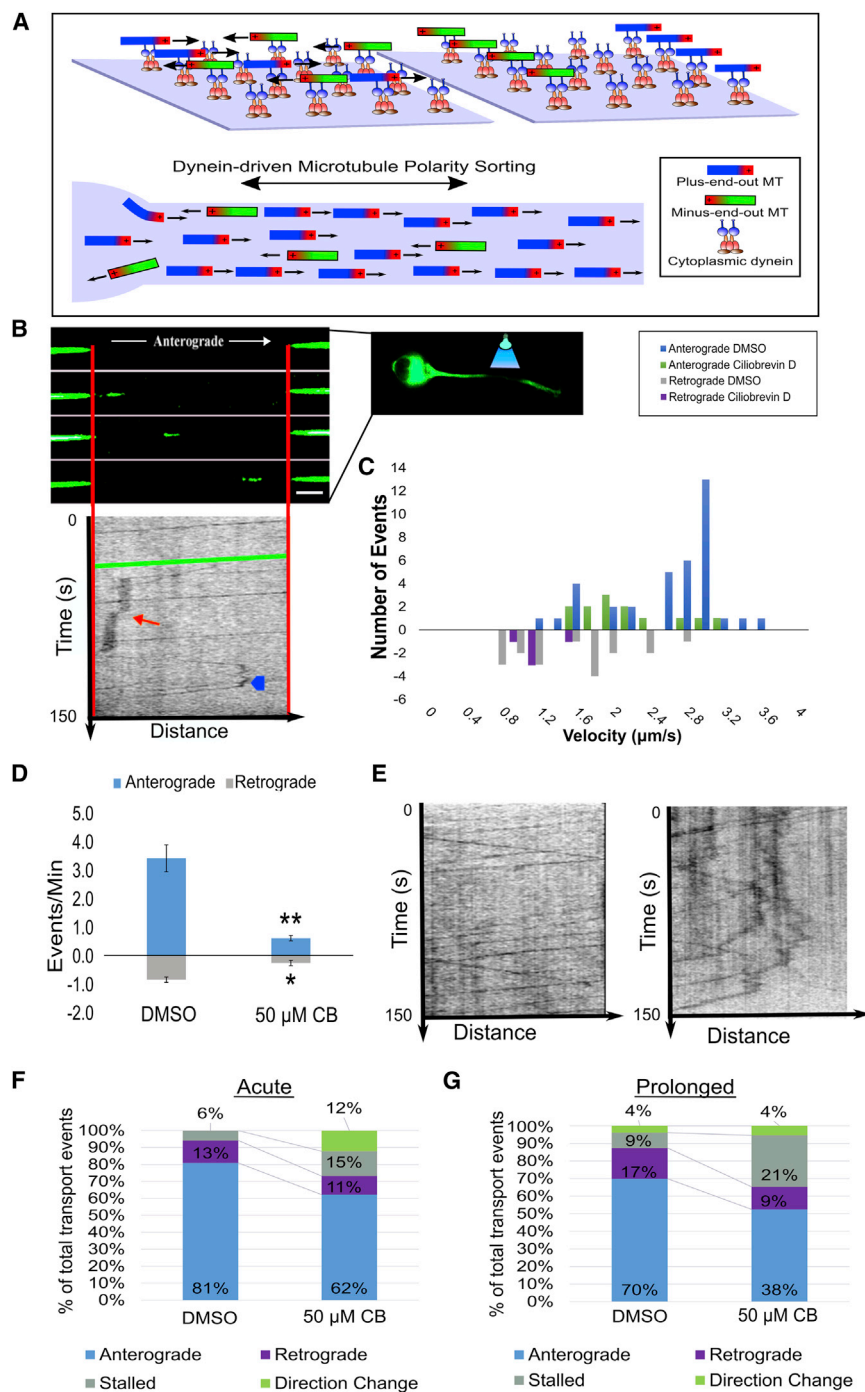 A
Dynein-driven Microtubule Polarity Sorting
Plus-end-out MT
Minus-end-out MT
Cytoplasmic dynein
B
Anterograde
0
Time (s)
150
Distance
Anterograde DMSO
Anterograde Ciliobrevin D
Retrograde DMSO
Retrograde Ciliobrevin D
C
Number of Events
14
12
10
8
6
4
2
0
-2
-4
-6
0 0.4 0.8 1.2 1.6 2 2.4 2.8 3.2 3.6 4
Velocity (µm/s)
D
Anterograde Retrograde
Events/Min
5.0
4.0
3.0
2.0
1.0
0.0
-1.0
-2.0
**
*
DMSO 50 µM CB
E
0
Time (s)
150
Distance
0
Time (s)
150
Distance
F
Acute
% of total transport events
100%
90%
80%
70%
60%
50%
40%
30%
20%
10%
0%
6% 12%
13% 15%
11%
81% 62%
DMSO 50 µM CB
Anterograde Retrograde
Stalled Direction Change
G
Prolonged
% of total transport events
100%
90%
80%
70%
60%
50%
40%
30%
20%
10%
0%
4% 4%
9% 21%
17% 9%
70% 38%
DMSO 50 µM CB
Anterograde Retrograde
Stalled Direction Change